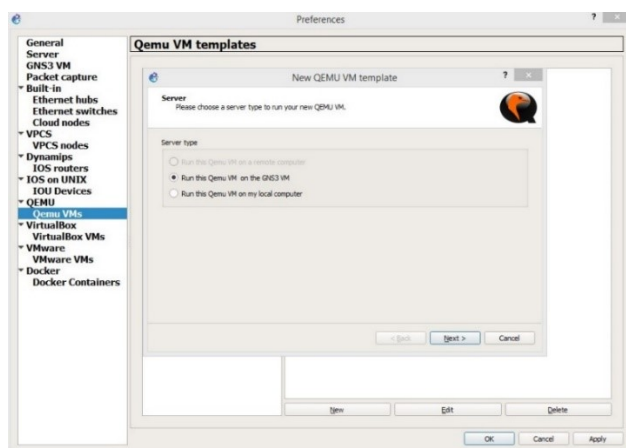 Preferences
?
General
Server
GNS3 VM
Packet capture
Built-in
Ethernet hubs
Ethernet switches
Cloud nodes
VPCS
VPCS nodes
Dynamips
IOS routers
IOS on UNIX
IOU Devices
QEMU
Qemu VMs
VirtualBox
VirtualBox VMs
VMware
VMware VMs
Docker
Docker Containers
Qemu VM templates
New QEMU VM template
?
Server
Please choose a server type to run your new QEMU VM.
Server type
Run this Qemu VM on a remote computer
Run this Qemu VM on the GNS3 VM
Run this Qemu VM on my local computer
< Back Next > Cancel
New Edit Delete
OK Cancel Apply